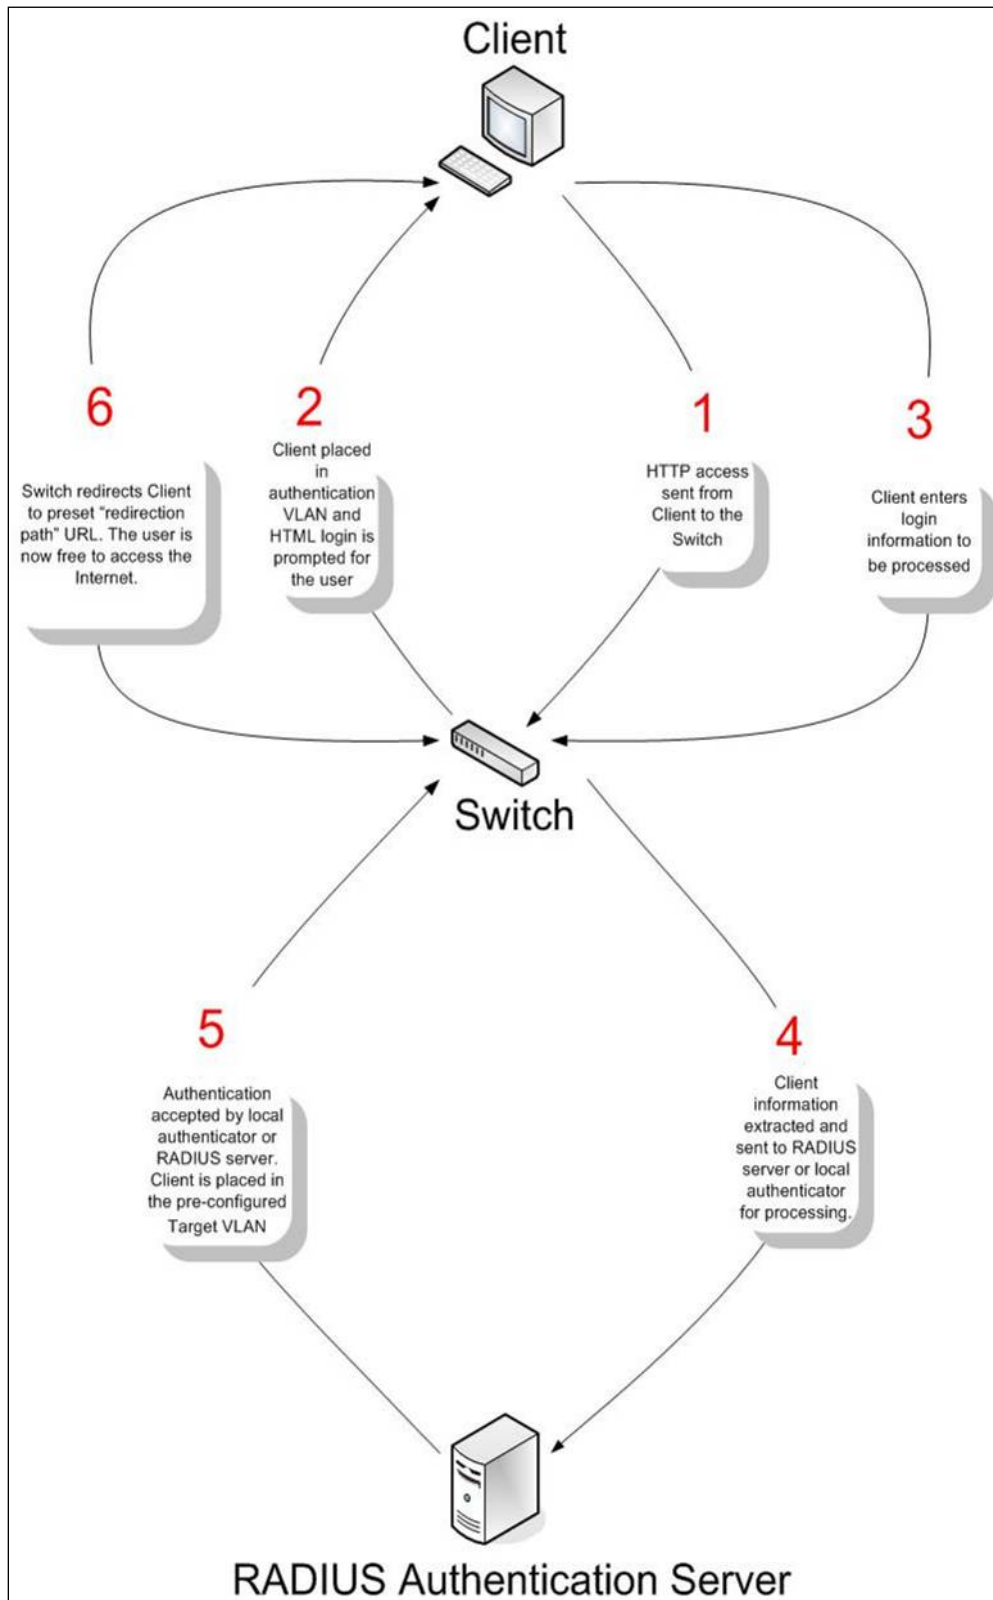 Client
6
2
1
3
Switch redirects Client
to preset “redirection
path” URL. The user is
now free to access the
Internet.
Client placed
in
authentication
VLAN and
HTML login is
prompted for
the user
HTTP access
sent from
Client to the
Switch
Client enters
login
information to
be processed
Switch
5
4
Authentication
accepted by local
authenticator or
RADIUS server.
Client is placed in
the pre-configured
Target VLAN
Client
information
extracted and
sent to RADIUS
server or local
authenticator
for processing.
RADIUS Authentication Server